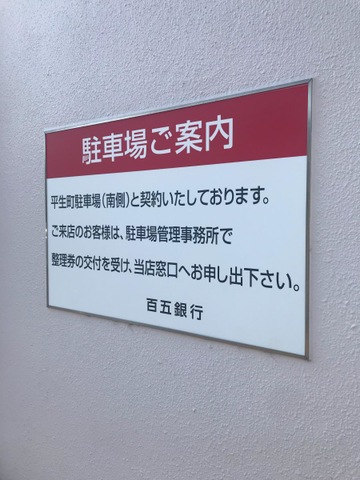 駐車場ご案内
平生町駐車場(南側)と契約いたしております。
ご来店のお客様は、駐車場管理事務所で
整理券の交付を受け、当店窓口へお申し出下さい。
百五銀行